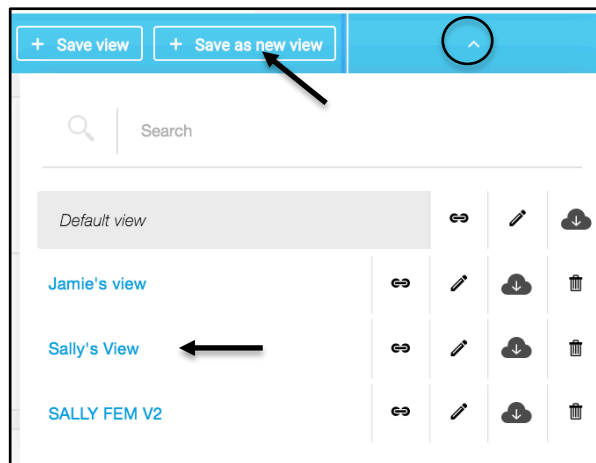 + Save view + Save as new view
Search
Default view
Jamie's view
Sally's View
SALLY FEM V2